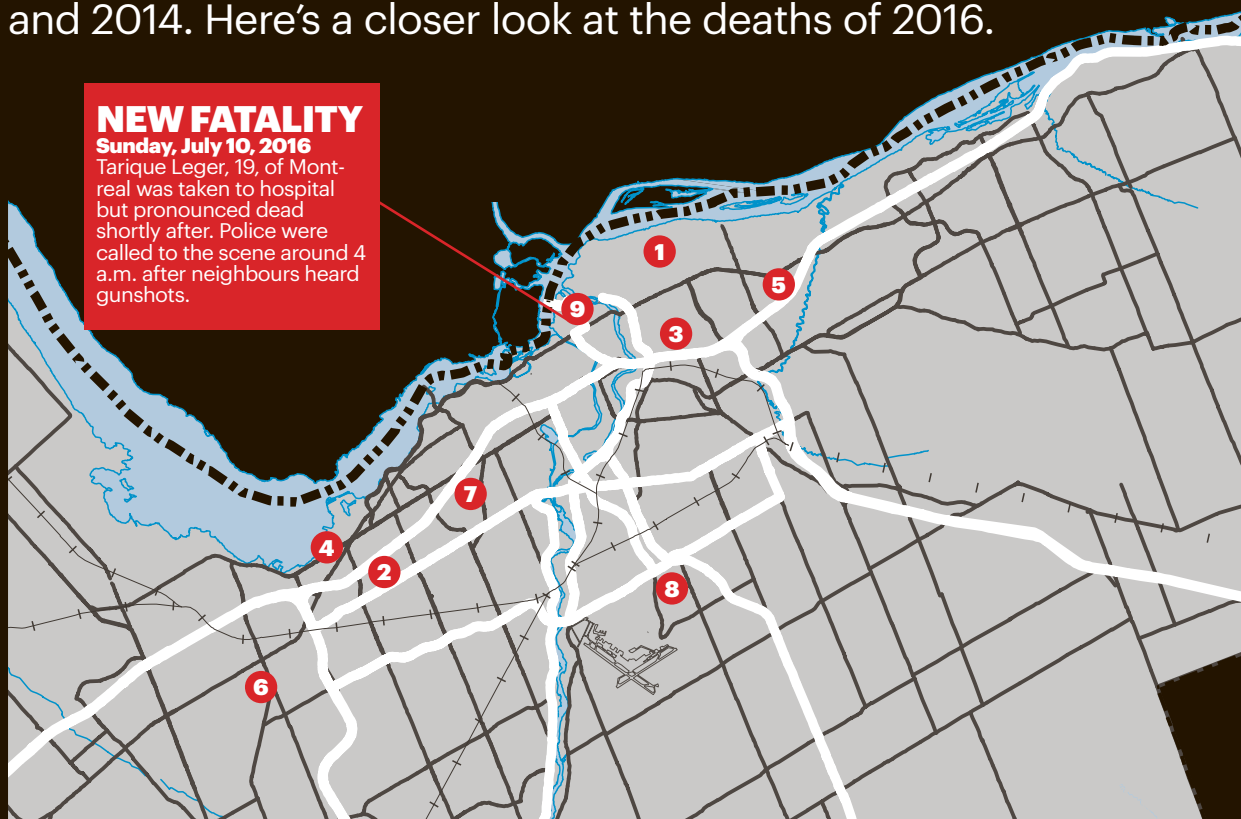 and 2014. Here’s a closer look at the deaths of 2016.
NEW FATALITY
Sunday, July 10, 2016
Tarique Leger, 19, of Mont-
real was taken to hospital
but pronounced dead
shortly after. Police were
called to the scene around 4
a.m. after neighbours heard
gunshots.
1
5
9
3
7
4
2
8
6